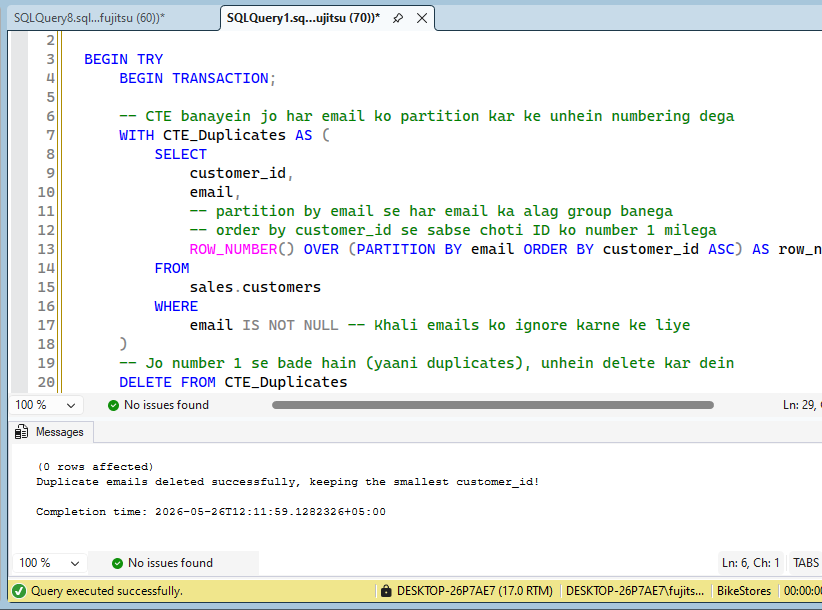 SQLQuery8.sql...fujitsu (60))*
SQLQuery1.sq...ujitsu (70))*
2
3 BEGIN TRY
4 BEGIN TRANSACTION;
5
6 -- CTE banayein jo har email ko partition kar ke unhein numbering dega
7 WITH CTE_Duplicates AS (
8 SELECT
9 customer_id,
10 email,
11 -- partition by email se har email ka alag group banega
12 -- order by customer_id se sabse choti ID ko number 1 milega
13 ROW_NUMBER() OVER (PARTITION BY email ORDER BY customer_id ASC) AS row_n
14 FROM
15 sales.customers
16 WHERE
17 email IS NOT NULL -- Khali emails ko ignore karne ke liye
18 )
19 -- Jo number 1 se bade hain (yaani duplicates), unhein delete kar dein
20 DELETE FROM CTE_Duplicates
100 % No issues found Ln: 29,
Messages
(0 rows affected)
Duplicate emails deleted successfully, keeping the smallest customer_id!
Completion time: 2026-05-26T12:11:59.1282326+05:00
100 % No issues found Ln: 6, Ch: 1 TABS
Query executed successfully. DESKTOP-26P7AE7 (17.0 RTM) DESKTOP-26P7AE7\fujits... BikeStores 00:00:0